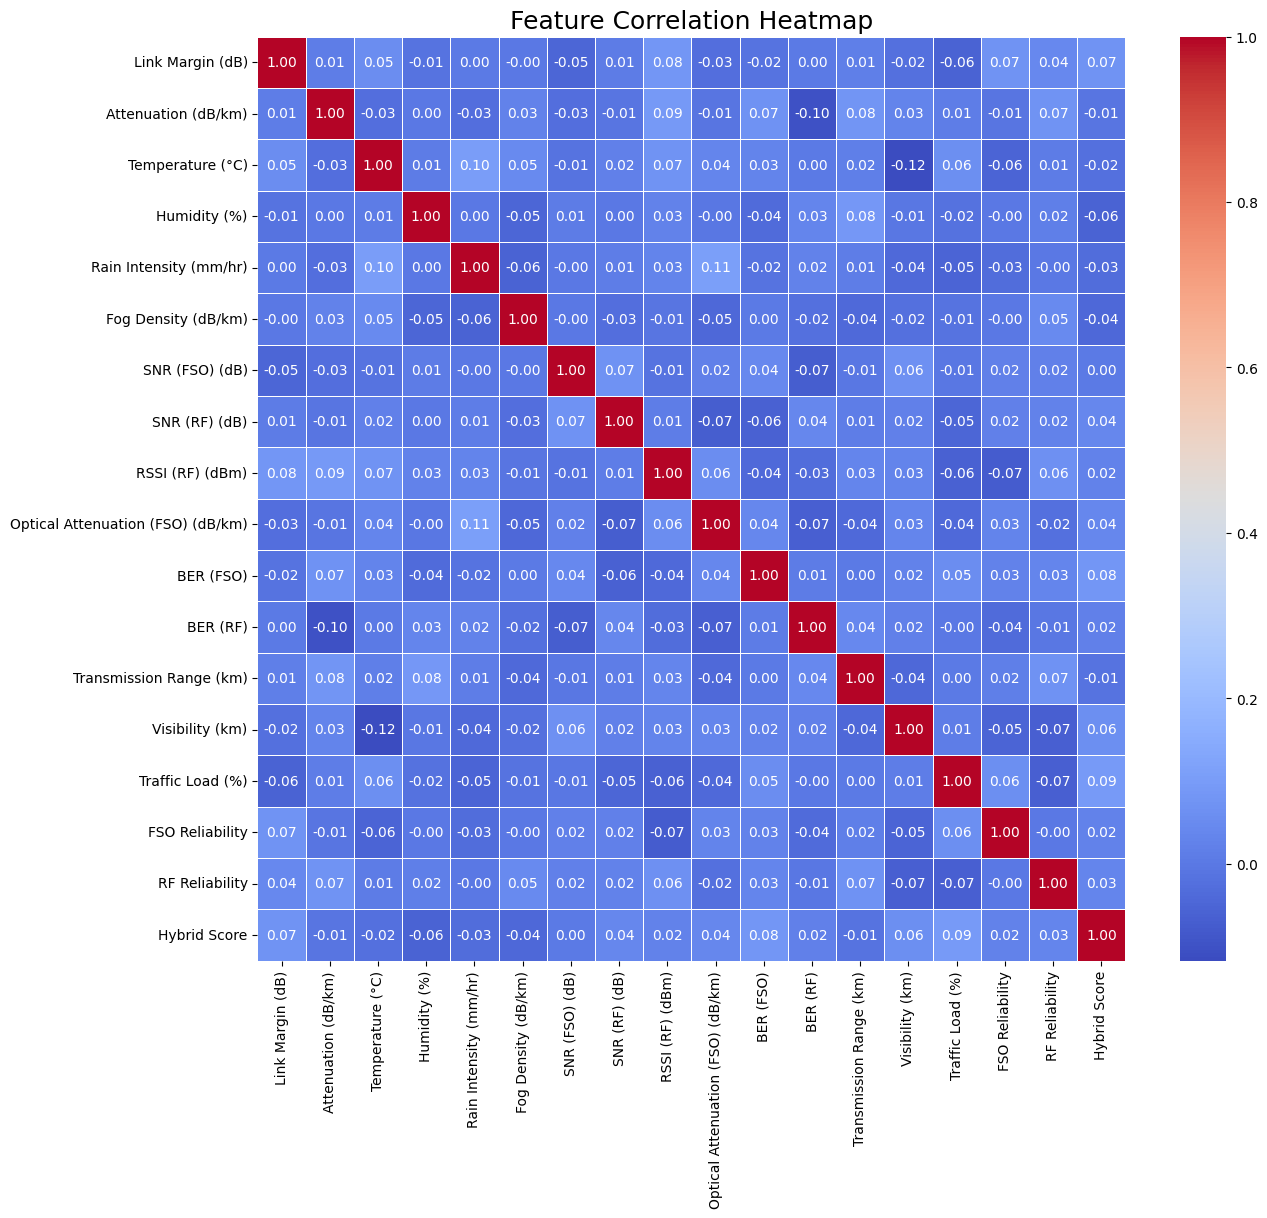 Feature Correlation Heatmap
Link Margin (dB) 1.00 0.01 0.05 -0.01 0.00 -0.00 -0.05 0.01 0.08 -0.03 -0.02 0.00 0.01 -0.02 -0.06 0.07 0.04 0.07
Attenuation (dB/km) 0.01 1.00 -0.03 0.00 -0.03 0.03 -0.03 -0.01 0.09 -0.01 0.07 -0.10 0.08 0.03 0.01 -0.01 0.07 -0.01
Temperature (°C) 0.05 -0.03 1.00 0.01 0.10 0.05 -0.01 0.02 0.07 0.04 0.03 0.00 0.02 -0.12 0.06 -0.06 0.01 -0.02
Humidity (%) -0.01 0.00 0.01 1.00 0.00 -0.05 0.01 0.00 0.03 -0.00 -0.04 0.03 0.08 -0.01 -0.02 -0.00 0.02 -0.06
Rain Intensity (mm/hr) 0.00 -0.03 0.10 0.00 1.00 -0.06 -0.00 0.01 0.03 0.11 -0.02 0.02 0.01 -0.04 -0.05 -0.03 -0.00 -0.03
Fog Density (dB/km) -0.00 0.03 0.05 -0.05 -0.06 1.00 -0.00 -0.03 -0.01 -0.05 0.00 -0.02 -0.04 -0.02 -0.01 -0.00 0.05 -0.04
SNR (FSO) (dB) -0.05 -0.03 -0.01 0.01 -0.00 -0.00 1.00 0.07 -0.01 0.02 0.04 -0.07 -0.01 0.06 -0.01 0.02 0.02 0.00
SNR (RF) (dB) 0.01 -0.01 0.02 0.00 0.01 -0.03 0.07 1.00 0.01 -0.07 -0.06 0.04 0.01 0.02 -0.05 0.02 0.02 0.04
RSSI (RF) (dBm) 0.08 0.09 0.07 0.03 0.03 -0.01 -0.01 0.01 1.00 0.06 -0.04 -0.03 0.03 0.03 -0.06 -0.07 0.06 0.02
Optical Attenuation (FSO) (dB/km) -0.03 -0.01 0.04 -0.00 0.11 -0.05 0.02 -0.07 0.06 1.00 0.04 -0.07 -0.04 0.03 -0.04 0.03 -0.02 0.04
BER (FSO) -0.02 0.07 0.03 -0.04 -0.02 0.00 0.04 -0.06 -0.04 0.04 1.00 0.01 0.00 0.02 0.05 0.03 0.03 0.08
BER (RF) 0.00 -0.10 0.00 0.03 0.02 -0.02 -0.07 0.04 -0.03 -0.07 0.01 1.00 0.04 0.02 -0.00 -0.04 -0.01 0.02
Transmission Range (km) 0.01 0.08 0.02 0.08 0.01 -0.04 -0.01 0.01 0.03 -0.04 0.00 0.04 1.00 -0.04 0.00 0.02 0.07 -0.01
Visibility (km) -0.02 0.03 -0.12 -0.01 -0.04 -0.02 0.06 0.02 0.03 0.03 0.02 0.02 -0.04 1.00 0.01 -0.05 -0.07 0.06
Traffic Load (%) -0.06 0.01 0.06 -0.02 -0.05 -0.01 -0.01 -0.05 -0.06 -0.04 0.05 -0.00 0.00 0.01 1.00 0.06 -0.07 0.09
FSO Reliability 0.07 -0.01 -0.06 -0.00 -0.03 -0.00 0.02 0.02 -0.07 0.03 0.03 -0.04 0.02 -0.05 0.06 1.00 -0.00 0.02
RF Reliability 0.04 0.07 0.01 0.02 -0.00 0.05 0.02 0.02 0.06 -0.02 0.03 -0.01 0.07 -0.07 -0.07 -0.00 1.00 0.03
Hybrid Score 0.07 -0.01 -0.02 -0.06 -0.03 -0.04 0.00 0.04 0.02 0.04 0.08 0.02 -0.01 0.06 0.09 0.02 0.03 1.00
Link Margin (dB)
Attenuation (dB/km)
Temperature (°C)
Humidity (%)
Rain Intensity (mm/hr)
Fog Density (dB/km)
SNR (FSO) (dB)
SNR (RF) (dB)
RSSI (RF) (dBm)
Optical Attenuation (FSO) (dB/km)
BER (FSO)
BER (RF)
Transmission Range (km)
Visibility (km)
Traffic Load (%)
FSO Reliability
RF Reliability
Hybrid Score
1.0
0.8
0.6
0.4
0.2
0.0